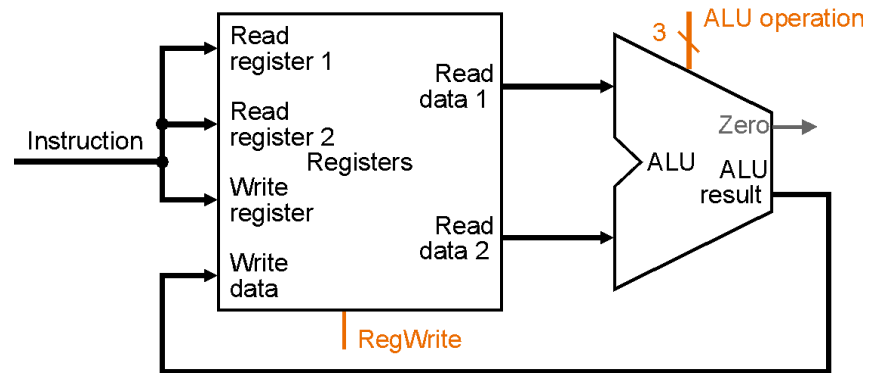 ALU operation
3
Read
register 1
Read
data 1
Read
register 2
Instruction
Registers
Zero
ALU
ALU
result
Write
register
Read
data 2
Write
data
RegWrite